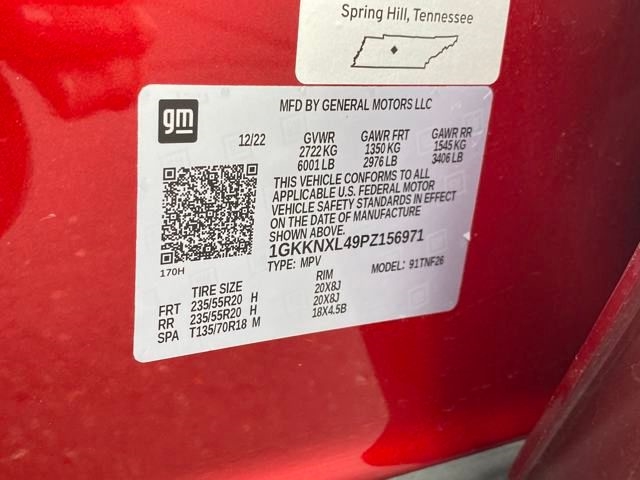 Spring Hill, Tennessee
gm
MFD BY GENERAL MOTORS LLC
12/22 GVWR GAWR FRT GAWR RR
2722 KG 1350 KG 1545 KG
6001 LB 2976 LB 3406 LB
THIS VEHICLE CONFORMS TO ALL
APPLICABLE U.S. FEDERAL MOTOR
VEHICLE SAFETY STANDARDS IN EFFECT
ON THE DATE OF MANUFACTURE
SHOWN ABOVE.
1GKKNXL49PZ156971
170H
TYPE: MPV MODEL: 91TNF26
TIRE SIZE RIM
FRT 235/55R20 H 20X8J
RR 235/55R20 H 20X8J
SPA T135/70R18 M 18X4.5B